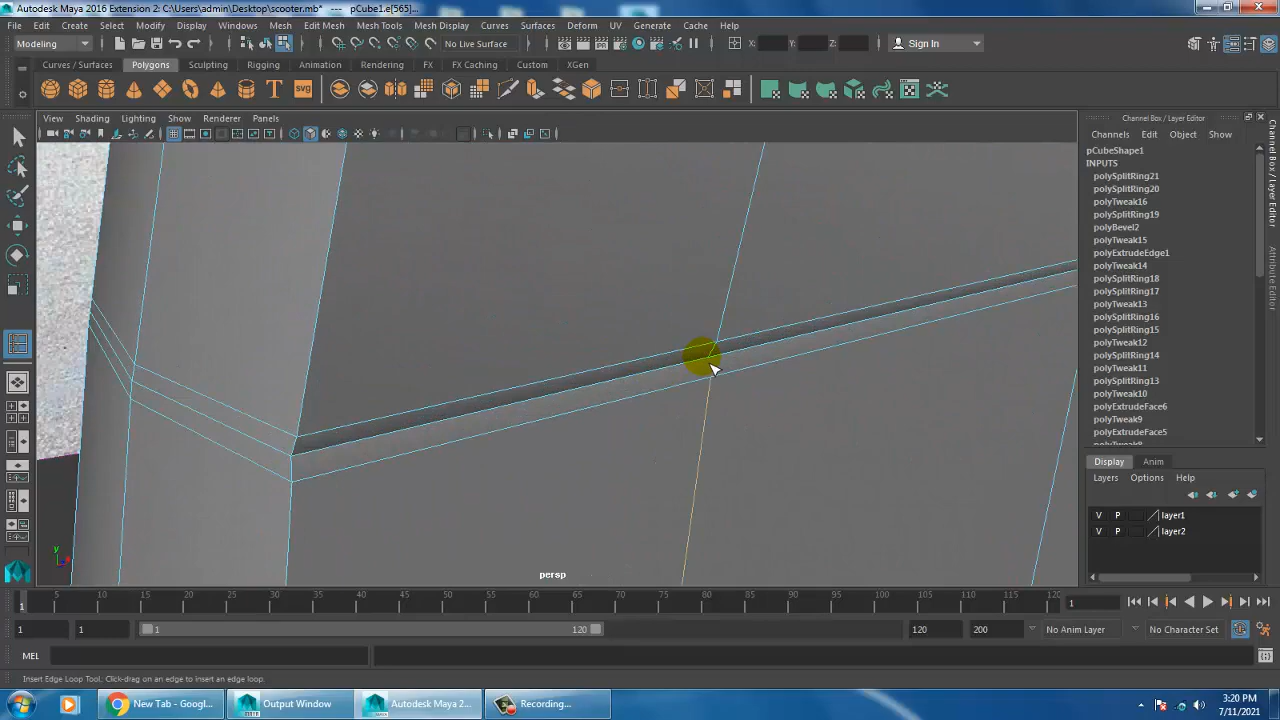 Autodesk Maya 2016 Extension 2: C:\Users\admin\Desktop\scooter.mb* --- pCube1.e[565]...
File Edit Create Select Modify Display Windows Mesh Edit Mesh Mesh Tools Mesh Display Curves Surfaces Deform UV Generate Cache Help
Modeling No Live Surface X: Y: Z: Sign In
Curves / Surfaces Polygons Sculpting Rigging Animation Rendering FX FX Caching Custom XGen
T svg
Channel Box / Layer Editor
View Shading Lighting Show Renderer Panels
Channels Edit Object Show
pCubeShape1
INPUTS
polySplitRing21
polySplitRing20
polyTweak16
polySplitRing19
polyBevel2
polyTweak15
polyExtrudeEdge1
polyTweak14
polySplitRing18
polySplitRing17
polyTweak13
polySplitRing16
polySplitRing15
polyTweak12
polySplitRing14
polyTweak11
polySplitRing13
polyTweak10
polyExtrudeFace6
polyTweak9
polyExtrudeFace5
polyTweak8
Channel Box / Layer Editor
Attribute Editor
Display Anim
Layers Options Help
V P layer1
V P layer2
y
persp
1 5 10 15 20 25 30 35 40 45 50 55 60 65 70 75 80 85 90 95 100 105 110 115 120 1
1 1 1 120 120 200 No Anim Layer No Character Set
MEL
Insert Edge Loop Tool,: Drag on an edge to insert an edge loop.
New Tab - Googl... Output Window Autodesk Maya 2... Recording...
3:20 PM
7/11/2021